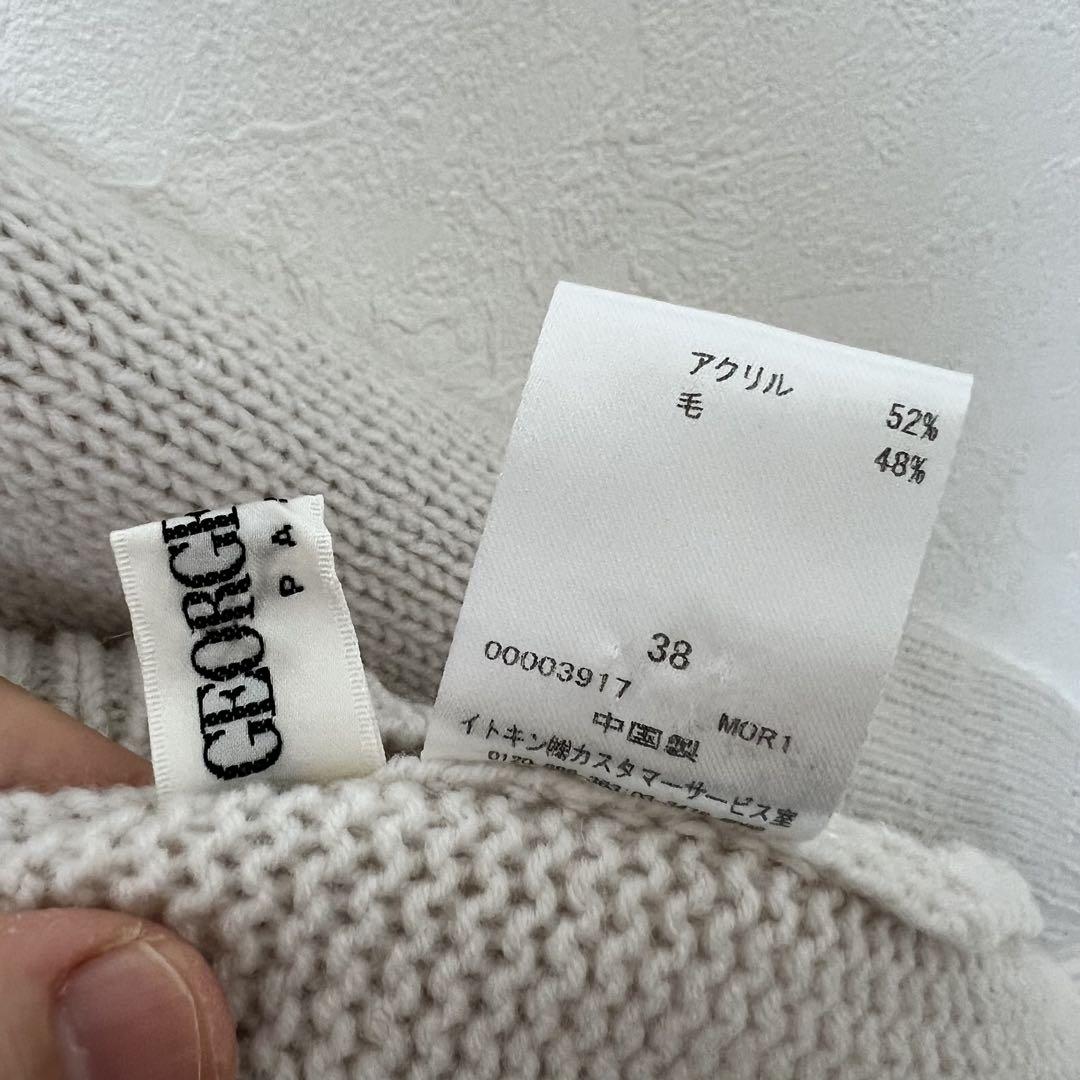 アクリル 52%
毛 48%
38
00003917
中国製 MOR1
イトキン㈱カスタマーサービス室
GEORGE
P A